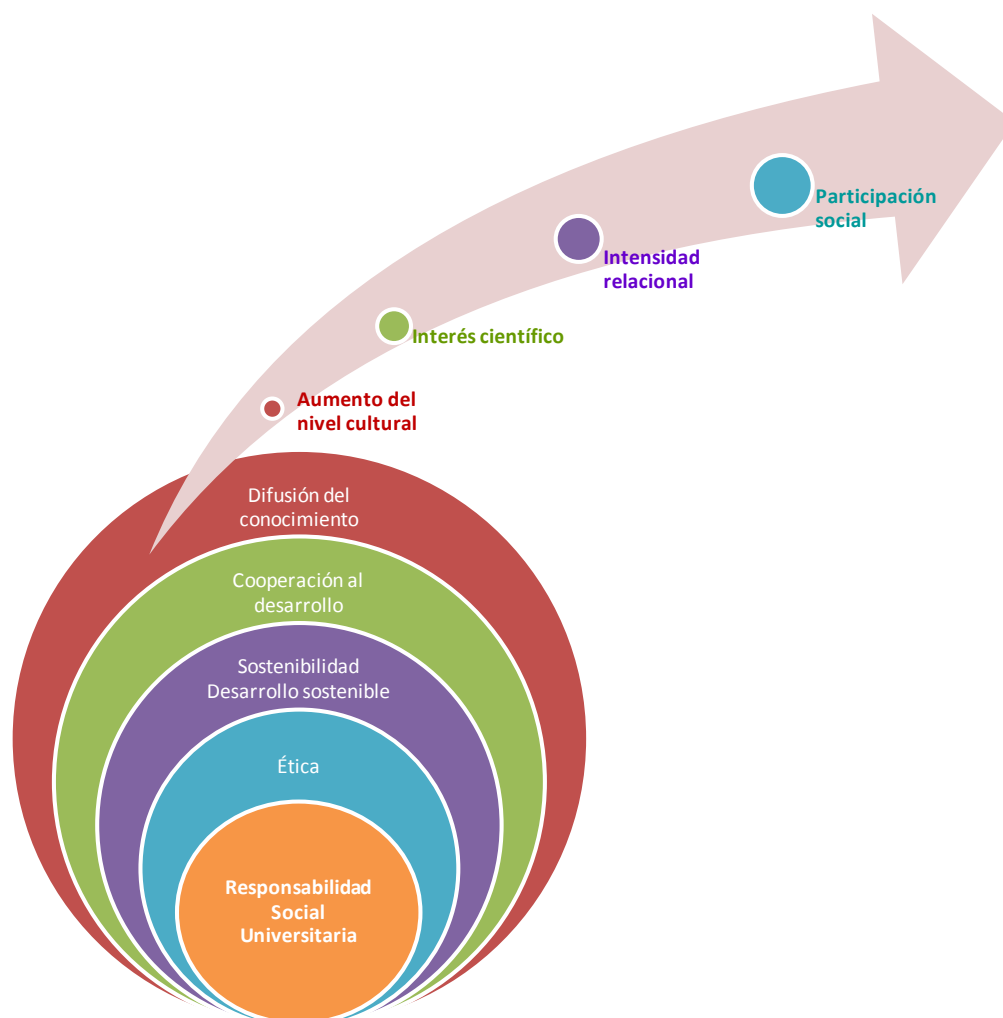 Participación
social
Intensidad
relacional
Interés científico
Aumento del
nivel cultural
Difusión del
conocimiento
Cooperación al
desarrollo
Sostenibilidad
Desarrollo sostenible
Ética
Responsabilidad
Social
Universitaria